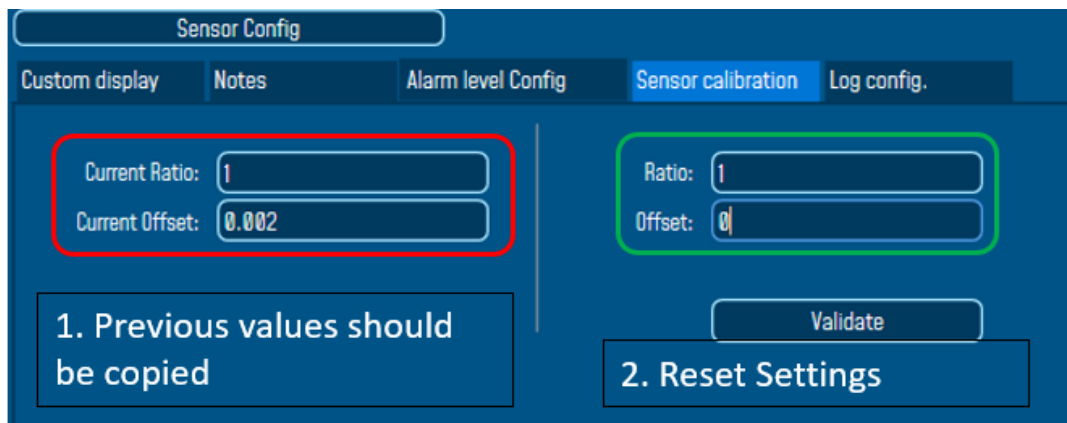 Sensor Config
Custom display Notes Alarm level Config Sensor calibration Log config.
Current Ratio: 1
Current Offset: 0.002
Ratio: 1
Offset: 0
1. Previous values should
be copied
Validate
2. Reset Settings